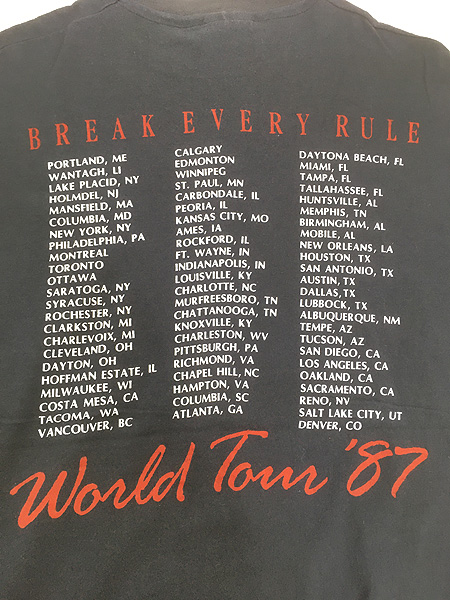 BREAK EVERY RULE
PORTLAND, ME
WANTAGH, LI
LAKE PLACID, NY
HOLMDEL, NJ
MANSFIELD, MA
COLUMBIA, MD
NEW YORK, NY
PHILADELPHIA, PA
MONTREAL
TORONTO
OTTAWA
SARATOGA, NY
SYRACUSE, NY
ROCHESTER, NY
CLARKSTON, MI
CHARLEVOIX, MI
CLEVELAND, OH
DAYTON, OH
HOFFMAN ESTATE, IL
MILWAUKEE, WI
COSTA MESA, CA
TACOMA, WA
VANCOUVER, BC
CALGARY
EDMONTON
WINNIPEG
ST. PAUL, MN
CARBONDALE, IL
PEORIA, IL
KANSAS CITY, MO
AMES, IA
ROCKFORD, IL
FT. WAYNE, IN
INDIANAPOLIS, IN
LOUISVILLE, KY
CHARLOTTE, NC
MURFREESBORO, TN
CHATTANOOGA, TN
KNOXVILLE, KY
CHARLESTON, WV
PITTSBURGH, PA
RICHMOND, VA
CHAPEL HILL, NC
HAMPTON, VA
COLUMBIA, SC
ATLANTA, GA
DAYTONA BEACH, FL
MIAMI, FL
TAMPA, FL
TALLAHASSEE, FL
HUNTSVILLE, AL
MEMPHIS, TN
BIRMINGHAM, AL
MOBILE, AL
NEW ORLEANS, LA
HOUSTON, TX
SAN ANTONIO, TX
AUSTIN, TX
DALLAS, TX
LUBBOCK, TX
ALBUQUERQUE, NM
TEMPE, AZ
TUCSON, AZ
SAN DIEGO, CA
LOS ANGELES, CA
OAKLAND, CA
SACRAMENTO, CA
RENO, NV
SALT LAKE CITY, UT
DENVER, CO
World Tour '87